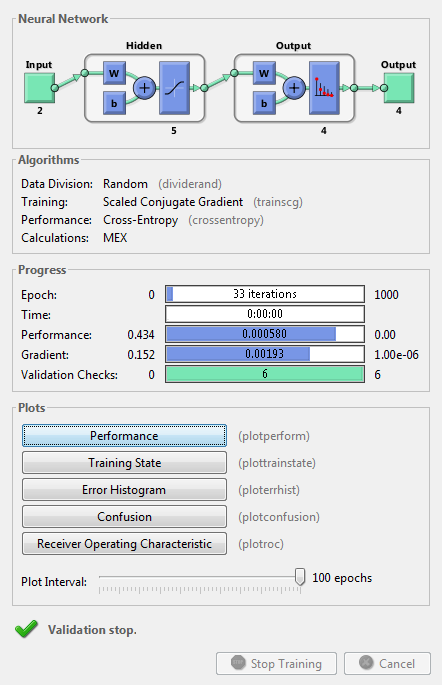 Neural Network
Hidden
Output
Input
Output
W
b
+
W
b
+
2
5
4
4
Algorithms
Data Division: Random (dividerand)
Training: Scaled Conjugate Gradient (trainscg)
Performance: Cross-Entropy (crossentropy)
Calculations: MEX
Progress
Epoch: 0 33 iterations 1000
Time: 0:00:00
Performance: 0.434 0.000580 0.00
Gradient: 0.152 0.00193 1.00e-06
Validation Checks: 0 6 6
Plots
Performance (plotperform)
Training State (plottrainstate)
Error Histogram (ploterrhist)
Confusion (plotconfusion)
Receiver Operating Characteristic (plotroc)
Plot Interval: 100 epochs
Validation stop.
Stop Training Cancel